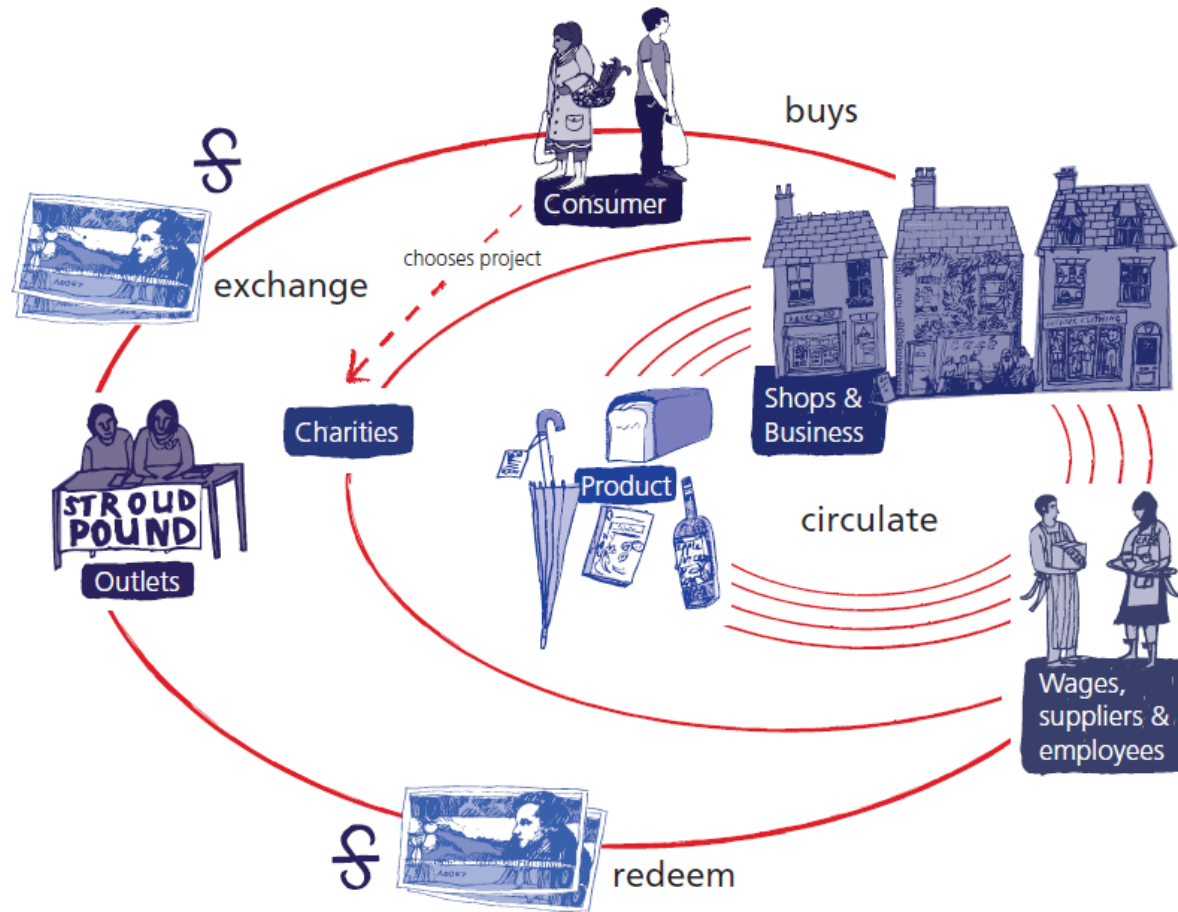 buys
Consumer
chooses project
exchange
Shops &
Business
Charities
Product
STROUD
POUND
Outlets
circulate
Wages,
suppliers &
employees
redeem